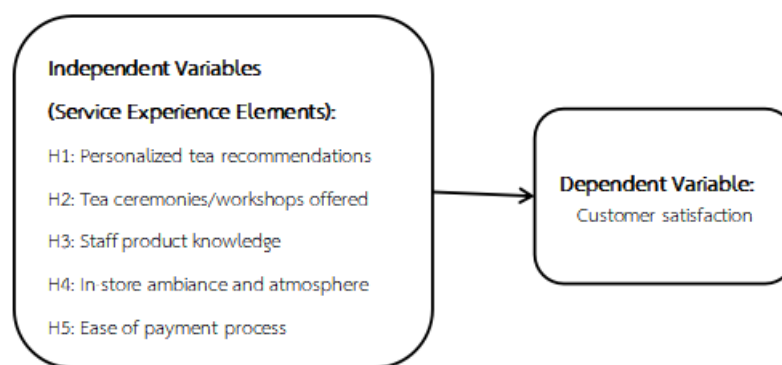 Independent Variables
(Service Experience Elements):
H1: Personalized tea recommendations
H2: Tea ceremonies/workshops offered
H3: Staff product knowledge
H4: In store ambiance and atmosphere
H5: Ease of payment process
Dependent Variable:
Customer satisfaction